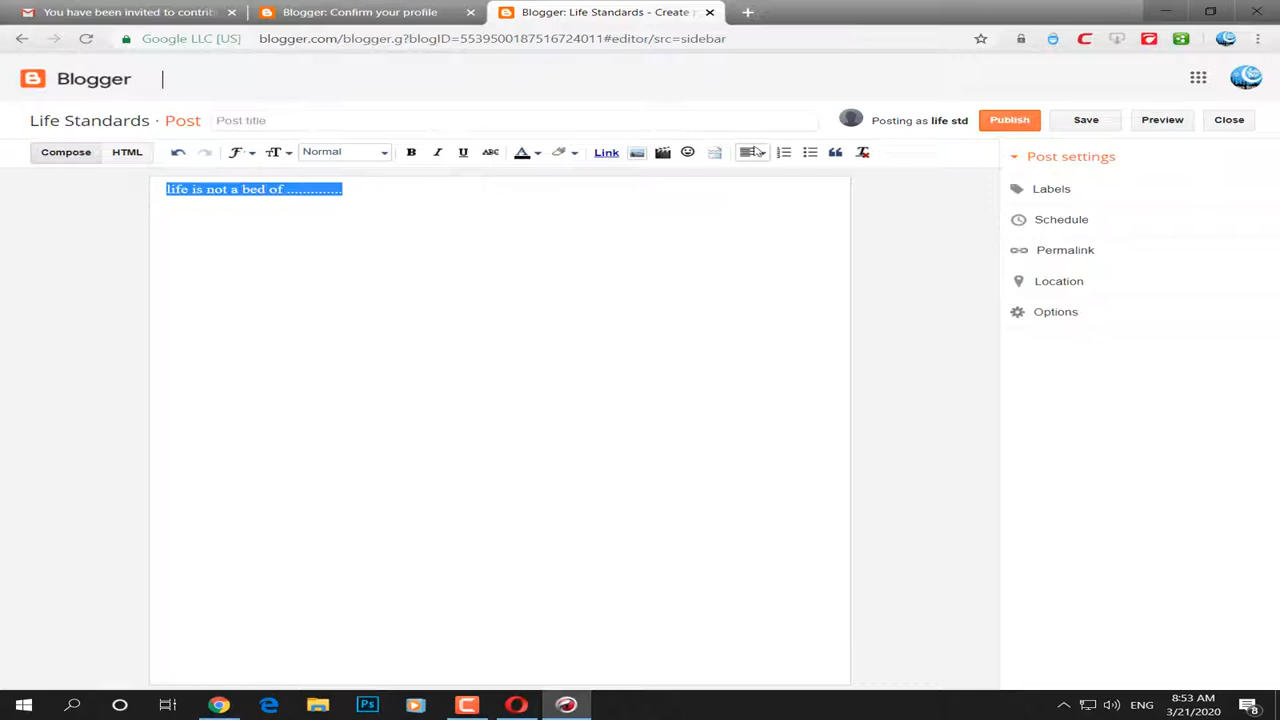 You have been invited to contrib
Blogger: Confirm your profile
Blogger: Life Standards - Create
Google LLC [US]
blogger.com/blogger.g?blogID=5539500187516724011#editor/src=sidebar
Blogger
Life Standards · Post
Post title
Posting as life std
Publish
Save
Preview
Close
Compose
HTML
Normal
B I U ABC A
Link
Post settings
life is not a bed of ..............
Labels
Schedule
Permalink
Location
Options
Ps
ENG
8:53 AM
3/21/2020
8